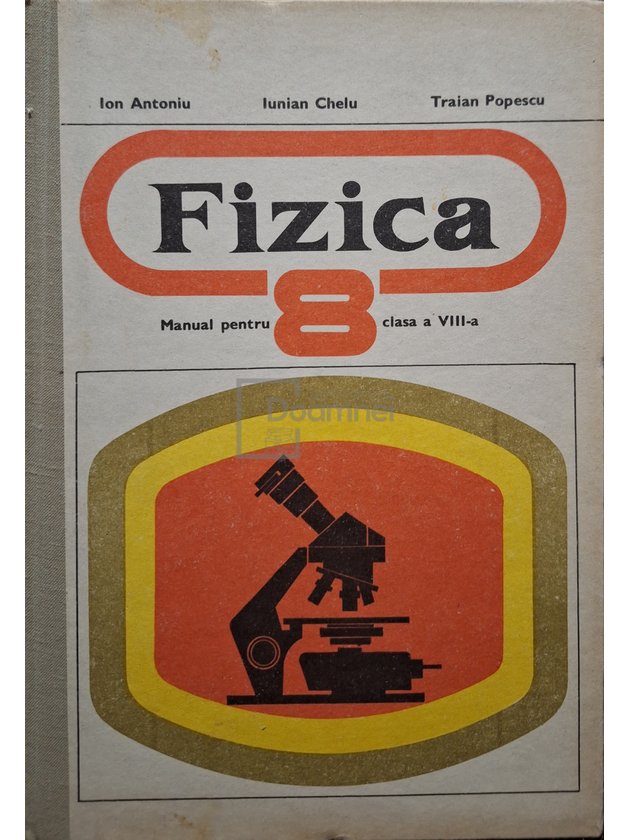 Ion Antoniu Iunian Chelu Traian Popescu
Fizica
8
Manual pentru clasa a VIII-a